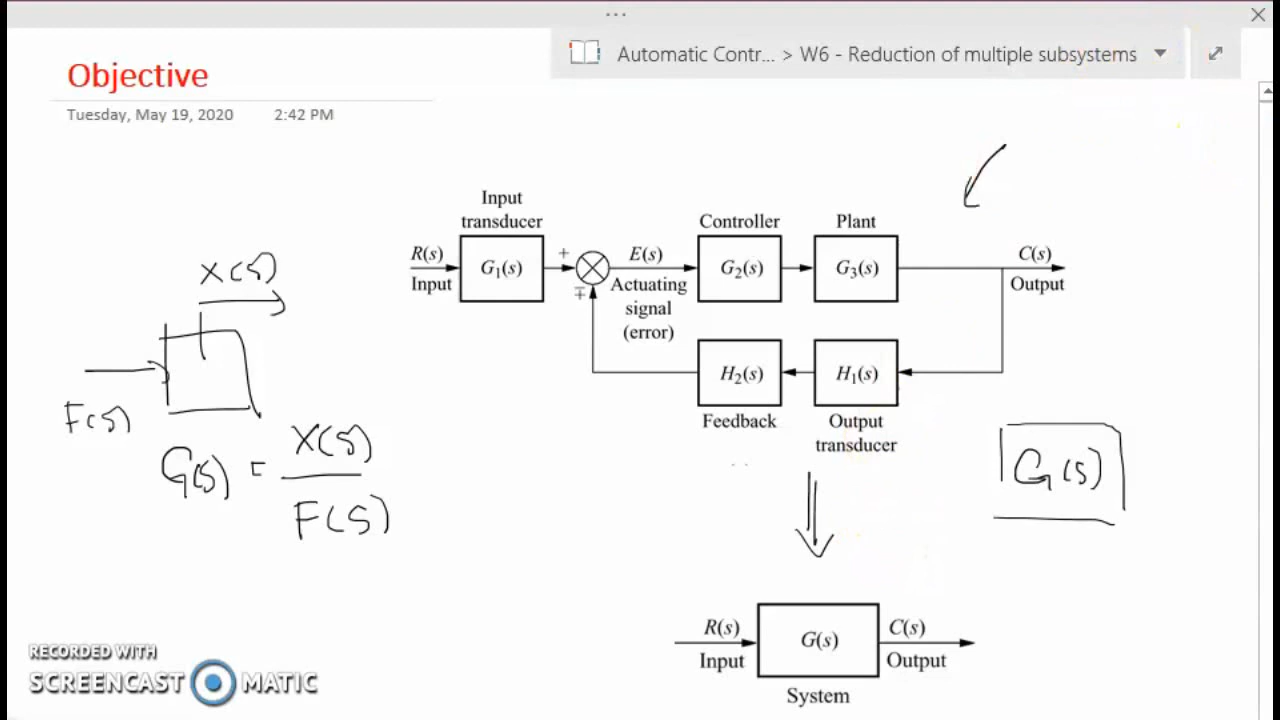 Automatic Contr... > W6 - Reduction of multiple subsystems
Objective
Tuesday, May 19, 2020 2:42 PM
Input
transducer
Controller
Plant
R(s)
Input
G1(s)
+
∓
E(s)
Actuating
signal
(error)
G2(s)
G3(s)
C(s)
Output
H2(s)
H1(s)
Feedback
Output
transducer
X(s)
F(s)
G(s) = X(s)
F(s)
G(s)
R(s)
Input
G(s)
C(s)
Output
System
RECORDED WITH
SCREENCAST MATIC